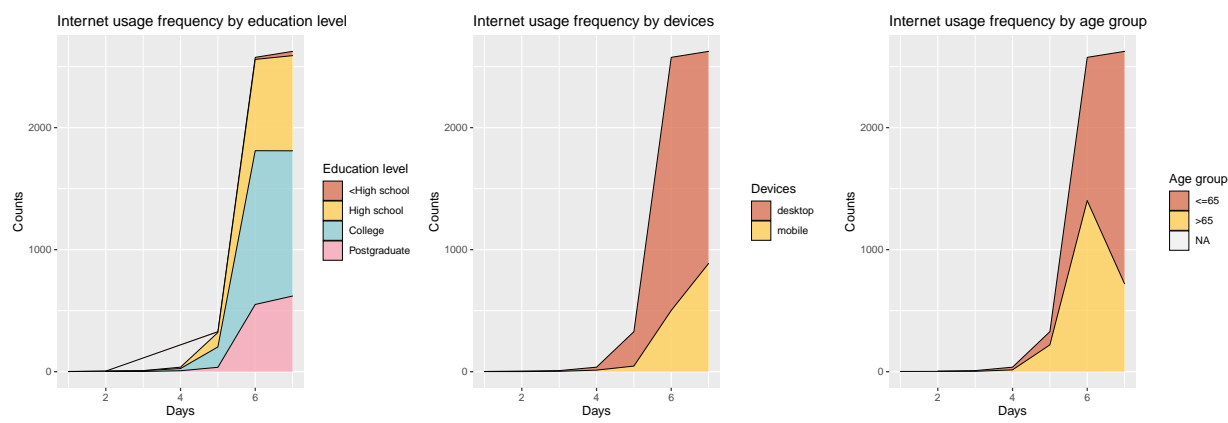 Internet usage frequency by education level
2000
1000
0
Counts
2
4
6
Days
Education level
<High school
High school
College
Postgraduate
Internet usage frequency by devices
2000
1000
0
Counts
2
4
6
Days
Devices
desktop
mobile
Internet usage frequency by age group
2000
1000
0
Counts
2
4
6
Days
Age group
<=65
>65
NA